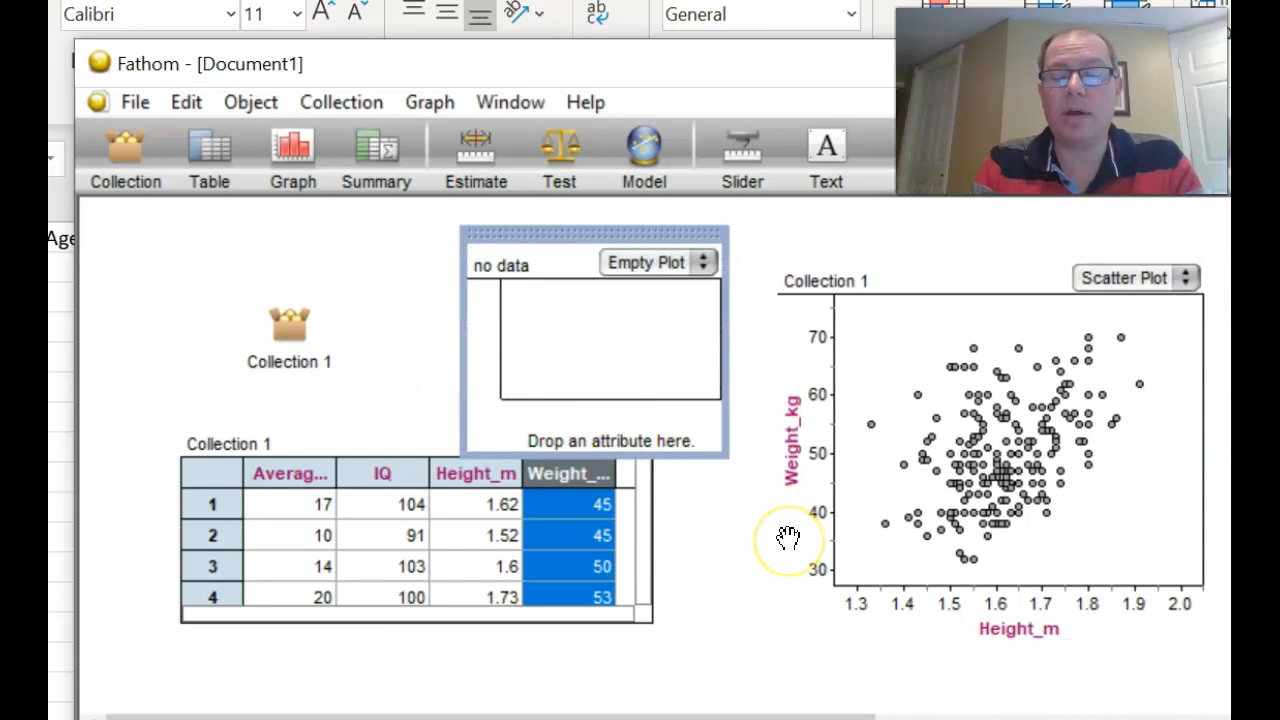 Calibri 11 General
Fathom - [Document1]
File Edit Object Collection Graph Window Help
Collection Table Graph Summary Estimate Test Model Slider Text
Age
no data Empty Plot
Drop an attribute here.
Collection 1
Collection 1
Averag... IQ Height_m Weight_...
1 17 104 1.62 45
2 10 91 1.52 45
3 14 103 1.6 50
4 20 100 1.73 53
Collection 1 Scatter Plot
70
60
50
40
30
Weight_kg
1.3 1.4 1.5 1.6 1.7 1.8 1.9 2.0
Height_m